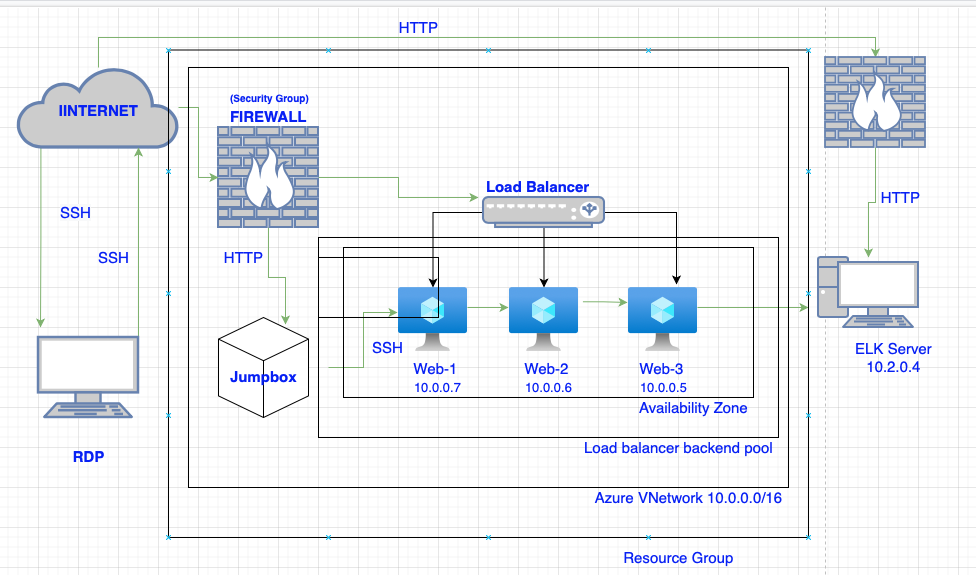 HTTP
IINTERNET
(Security Group)
FIREWALL
Load Balancer
HTTP
SSH
SSH
HTTP
SSH
Jumpbox
Web-1
10.0.0.7
Web-2
10.0.0.6
Web-3
10.0.0.5
ELK Server
10.2.0.4
Availability Zone
Load balancer backend pool
RDP
Azure VNetwork 10.0.0.0/16
Resource Group